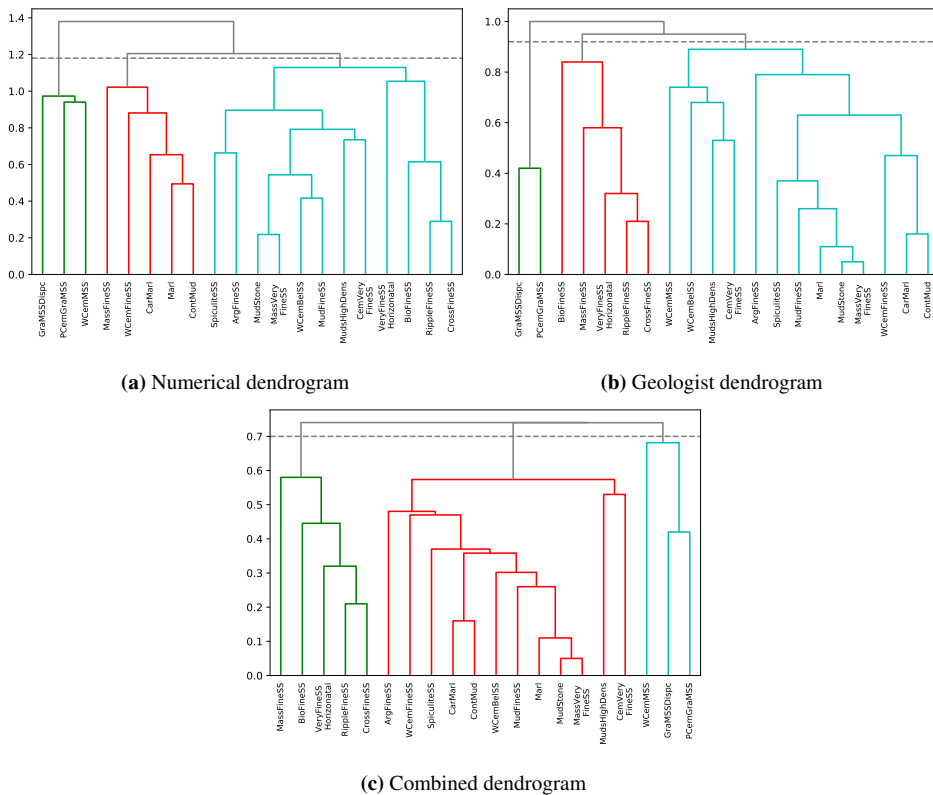 1.4
1.2
1.0
0.8
0.6
0.4
0.2
0.0
GraMSSDispc
PCemGraMSS
WCemMSS
MassFineSS
WCemFineSS
CarMarl
Marl
ContMud
SpiculiteSS
ArgFineSS
MudStone
MassVery
FineSS
WCemBelSS
MudFineSS
MudsHighDens
CemVery
FineSS
VeryFineSS
Horizonatal
BioFineSS
RippleFineSS
CrossFineSS
(a) Numerical dendrogram
1.0
0.8
0.6
0.4
0.2
0.0
GraMSSDispc
PCemGraMSS
BioFineSS
MassFineSS
VeryFineSS
Horizonatal
RippleFineSS
CrossFineSS
WCemMSS
WCemBelSS
MudsHighDens
CemVery
FineSS
ArgFineSS
SpiculiteSS
MudFineSS
Marl
MudStone
MassVery
FineSS
WCemFineSS
CarMarl
ContMud
(b) Geologist dendrogram
0.7
0.6
0.5
0.4
0.3
0.2
0.1
0.0
MassFineSS
BioFineSS
VeryFineSS
Horizonatal
RippleFineSS
CrossFineSS
ArgFineSS
WCemFineSS
SpiculiteSS
CarMarl
ContMud
WCemBelSS
MudFineSS
Marl
MudStone
MassVery
FineSS
MudsHighDens
CemVery
FineSS
WCemMSS
GraMSSDispc
PCemGraMSS
(c) Combined dendrogram